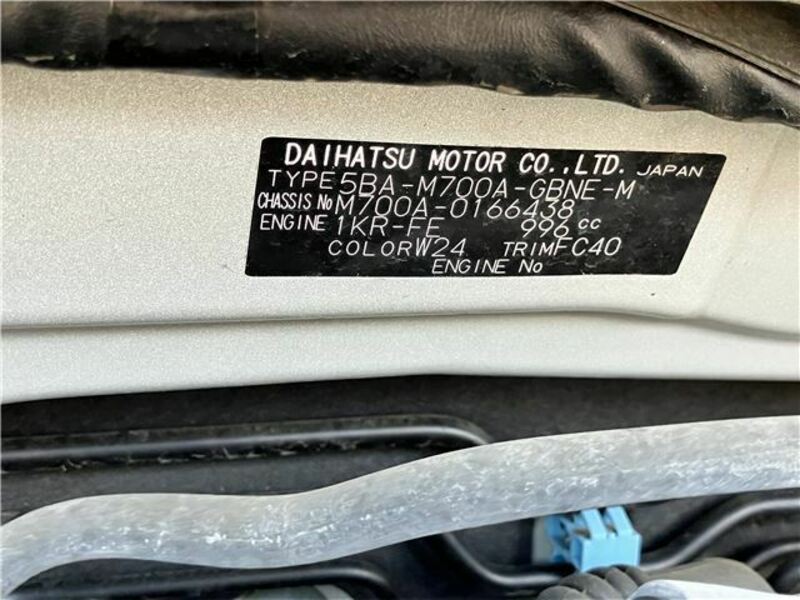 DAIHATSU MOTOR CO.,LTD. JAPAN
TYPE 5BA-M700A-GBNE-M
CHASSIS No M700A-0166438
ENGINE 1KR-FE 996 cc
COLOR W24 TRIM FC40
ENGINE No